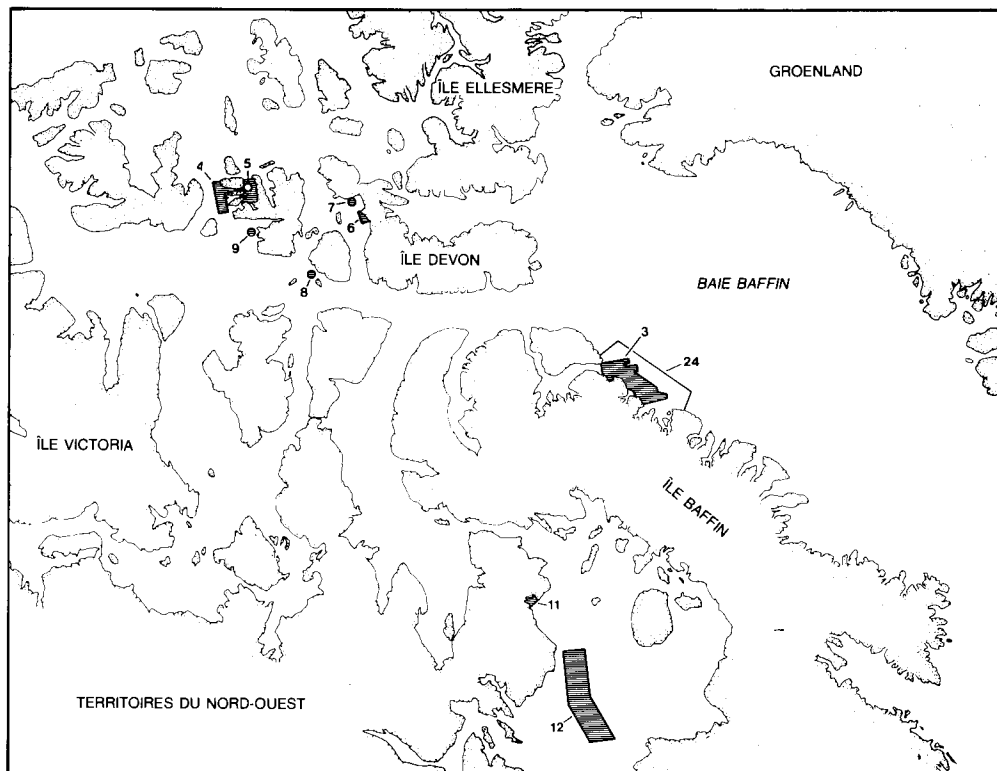 GROENLAND
ÎLE ELLESMERE
4
5
7
6
9
8
ÎLE DEVON
BAIE BAFFIN
3
24
ÎLE VICTORIA
ÎLE BAFFIN
11
TERRITOIRES DU NORD-OUEST
12